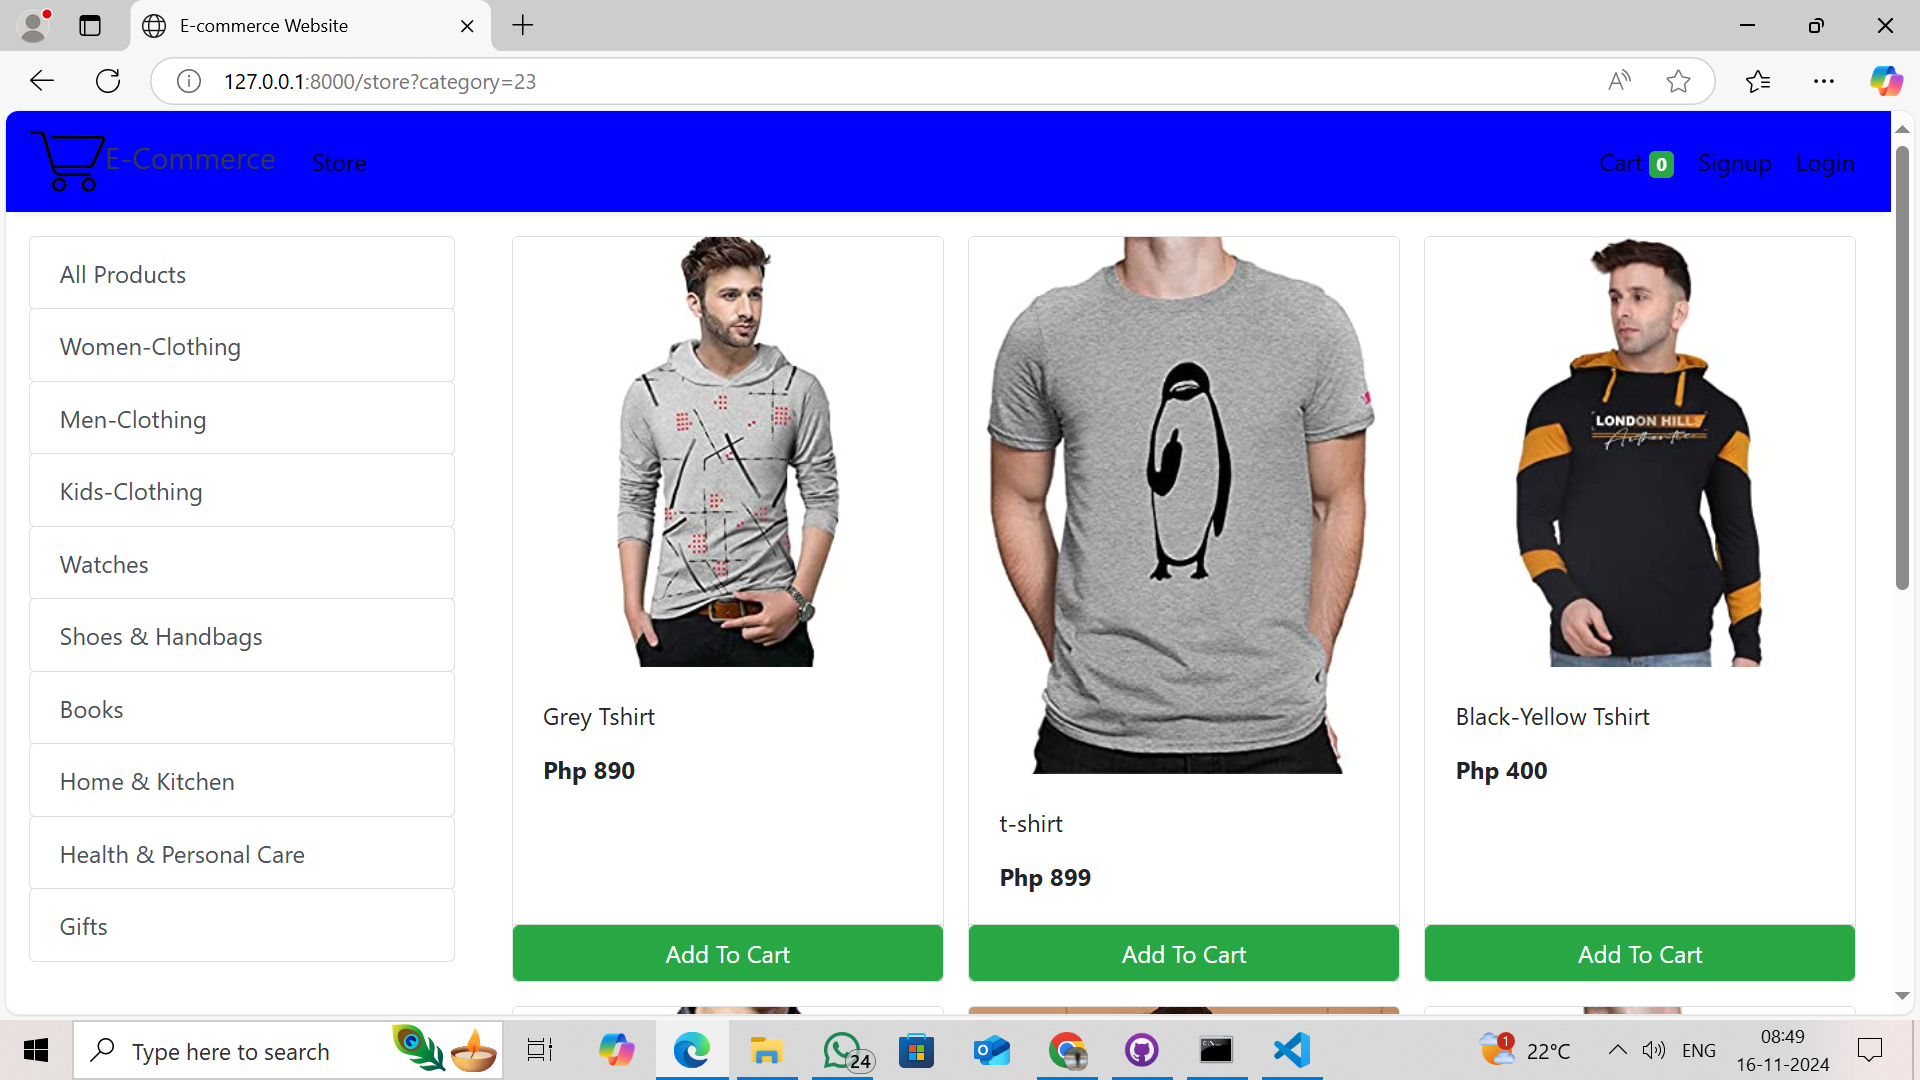 E-commerce Website
127.0.0.1:8000/store?category=23
E-Commerce
Store
Cart 0
Signup
Login
All Products
Women-Clothing
Men-Clothing
Kids-Clothing
Watches
Shoes & Handbags
Books
Home & Kitchen
Health & Personal Care
Gifts
LONDON HILLS
Authentic
Grey Tshirt
Php 890
Add To Cart
t-shirt
Php 899
Add To Cart
Black-Yellow Tshirt
Php 400
Add To Cart
Type here to search
24
1
22°C
ENG
08:49
16-11-2024